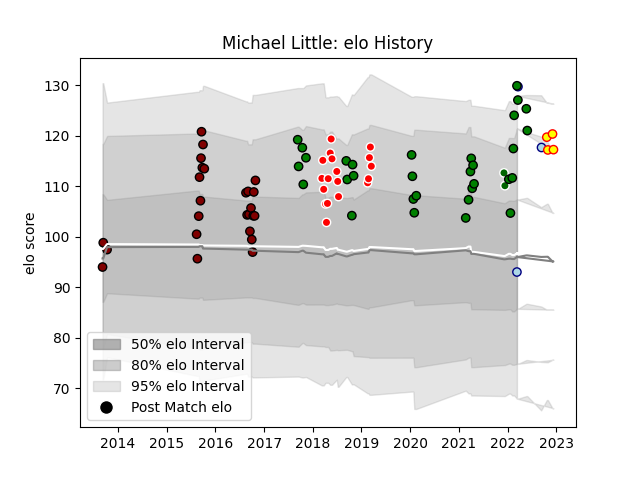 Michael Little: elo History
elo score
130
120
110
100
90
80
70
50% elo Interval
80% elo Interval
95% elo Interval
Post Match elo
2014 2015 2016 2017 2018 2019 2020 2021 2022 2023